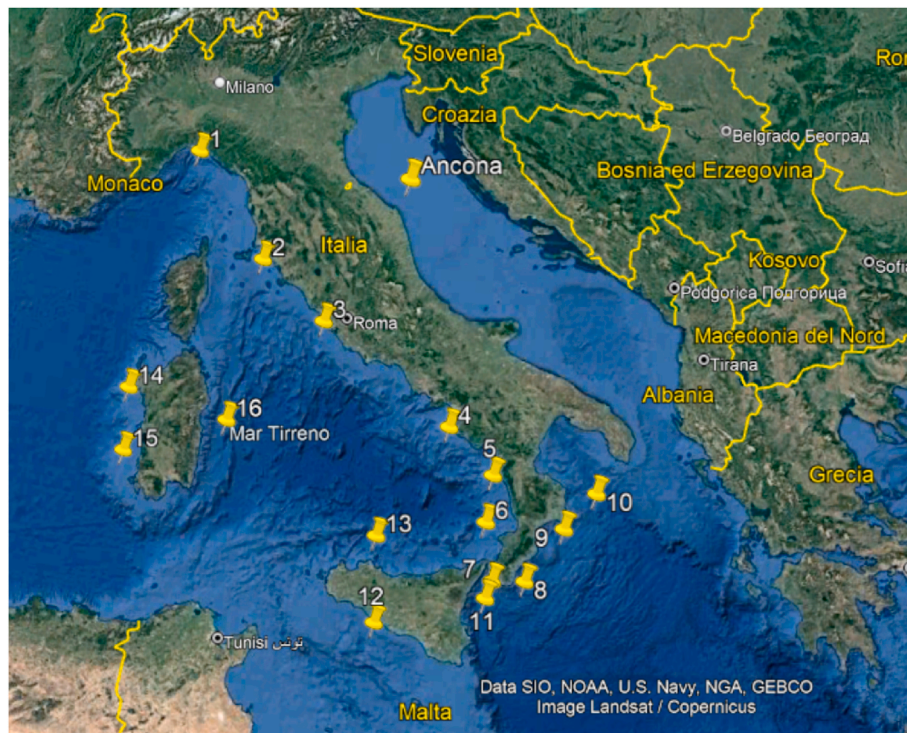 Slovenia
Ron
Milano
Croazia
Belgrado Београд
1
Ancona
Bosnia ed Erzegovina
Monaco
2
Italia
Kosovo
Sofia
Podgorica Подгорица
3
Roma
Macedonia del Nord
Tirana
14
Albania
16
4
Mar Tirreno
15
5
Grecia
10
13
6
9
7
8
12
11
Tunisi تونس
Data SIO, NOAA, U.S. Navy, NGA, GEBCO
Image Landsat / Copernicus
Malta